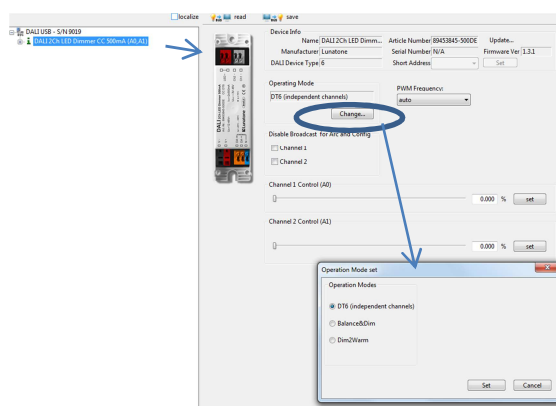 localize read save
DALI USB - S/N 9019
DALI 2Ch LED Dimmer CC 500mA (A0,A1)
Device Info
Name DALI 2Ch LED Dimm... Article Number 89453845-500DE Update...
Manufacturer Lunatone Serial Number N/A Firmware Ver 1.3.1
DALI Device Type 6 Short Address Set
Operating Mode
DT6 (independent channels)
Change...
PWM Frequency:
auto
Disable Broadcast for Arc and Config
Channel 1
Channel 2
Channel 1 Control (A0)
0.000 % set
Channel 2 Control (A1)
0.000 % set
Operation Mode set
Operation Modes
DT6 (independent channels)
Balance&Dim
Dim2Warm
Set Cancel